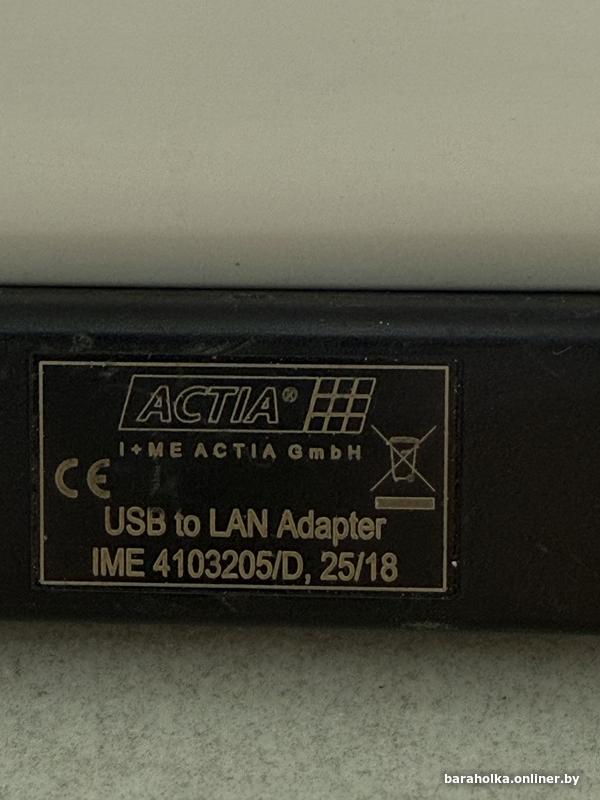 ACTIA®
I+ME ACTIA GmbH
CE
USB to LAN Adapter
IME 4103205/D, 25/18
baraholka.onliner.by